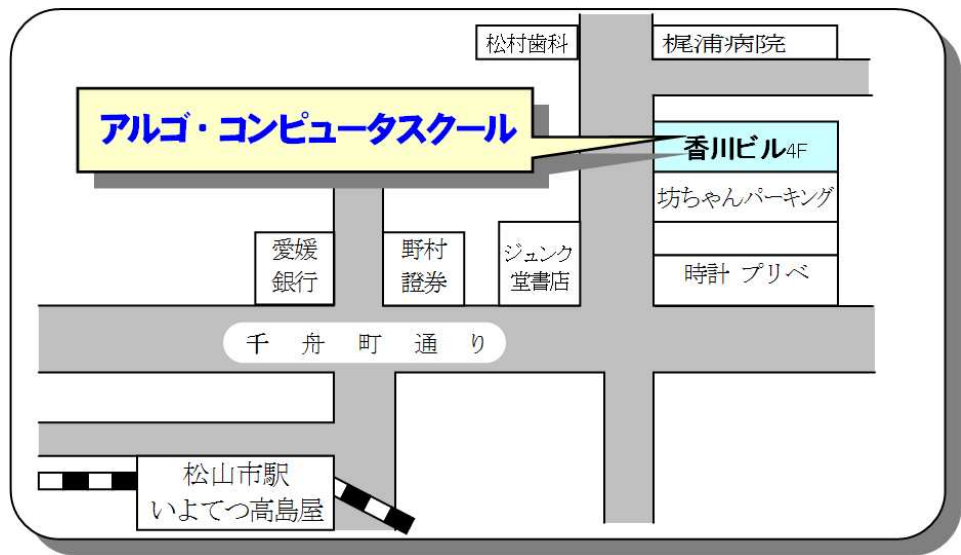 松村歯科
梶浦病院
アルゴ・コンピュータスクール
香川ビル4F
坊ちゃんパーキング
愛媛
銀行
野村
證券
ジュンク
堂書店
時計 プリベ
千舟町通り
松山市駅
いよてつ高島屋